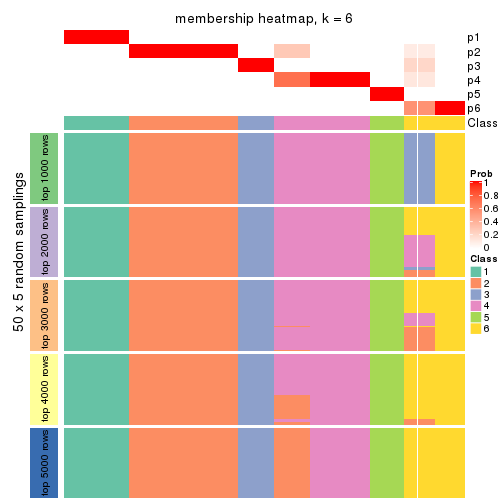 membership heatmap, k = 6
p1
p2
p3
p4
p5
p6
Class
50 x 5 random samplings
top 1000 rows
top 2000 rows
top 3000 rows
top 4000 rows
top 5000 rows
Prob
1
0.8
0.6
0.4
0.2
0
Class
1
2
3
4
5
6